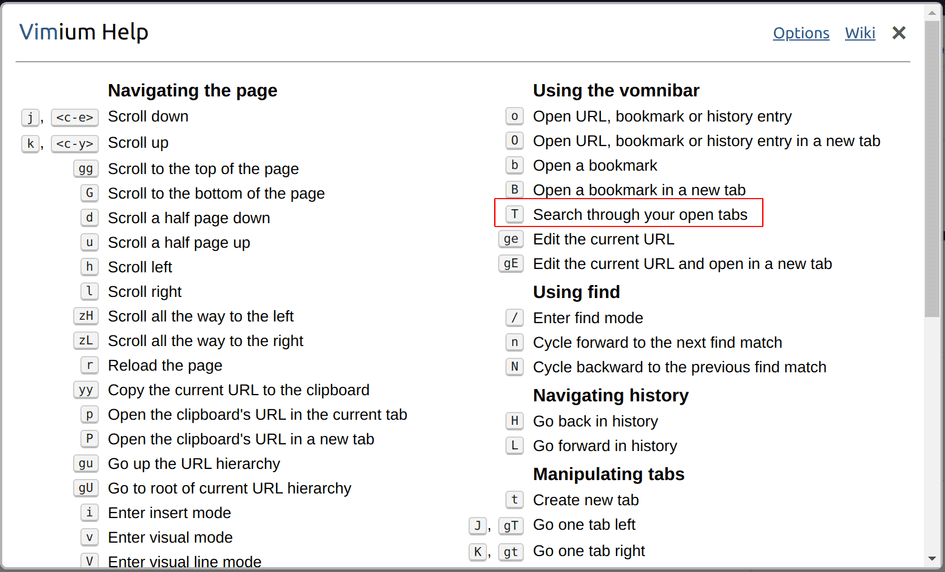 Vimium Help
Options Wiki ✕
Navigating the page
j, <c-e> Scroll down
k, <c-y> Scroll up
gg Scroll to the top of the page
G Scroll to the bottom of the page
d Scroll a half page down
u Scroll a half page up
h Scroll left
l Scroll right
zH Scroll all the way to the left
zL Scroll all the way to the right
r Reload the page
yy Copy the current URL to the clipboard
p Open the clipboard's URL in the current tab
P Open the clipboard's URL in a new tab
gu Go up the URL hierarchy
gU Go to root of current URL hierarchy
i Enter insert mode
v Enter visual mode
V Enter visual line mode
Using the vomnibar
o Open URL, bookmark or history entry
O Open URL, bookmark or history entry in a new tab
b Open a bookmark
B Open a bookmark in a new tab
T Search through your open tabs
ge Edit the current URL
gE Edit the current URL and open in a new tab
Using find
/ Enter find mode
n Cycle forward to the next find match
N Cycle backward to the previous find match
Navigating history
H Go back in history
L Go forward in history
Manipulating tabs
t Create new tab
J, gT Go one tab left
K, gt Go one tab right